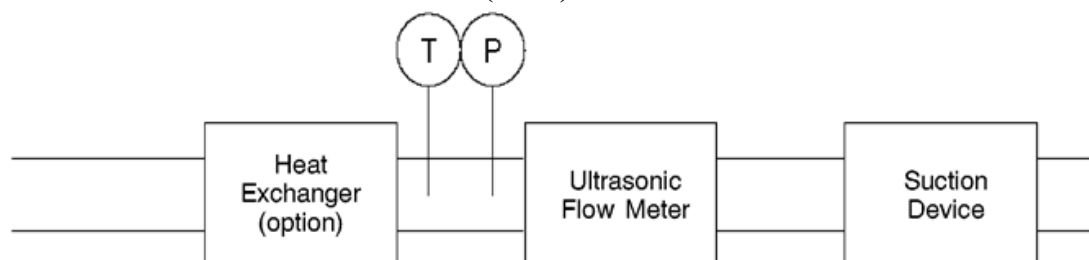 T P
Heat
Exchanger
(option)
Ultrasonic
Flow Meter
Suction
Device